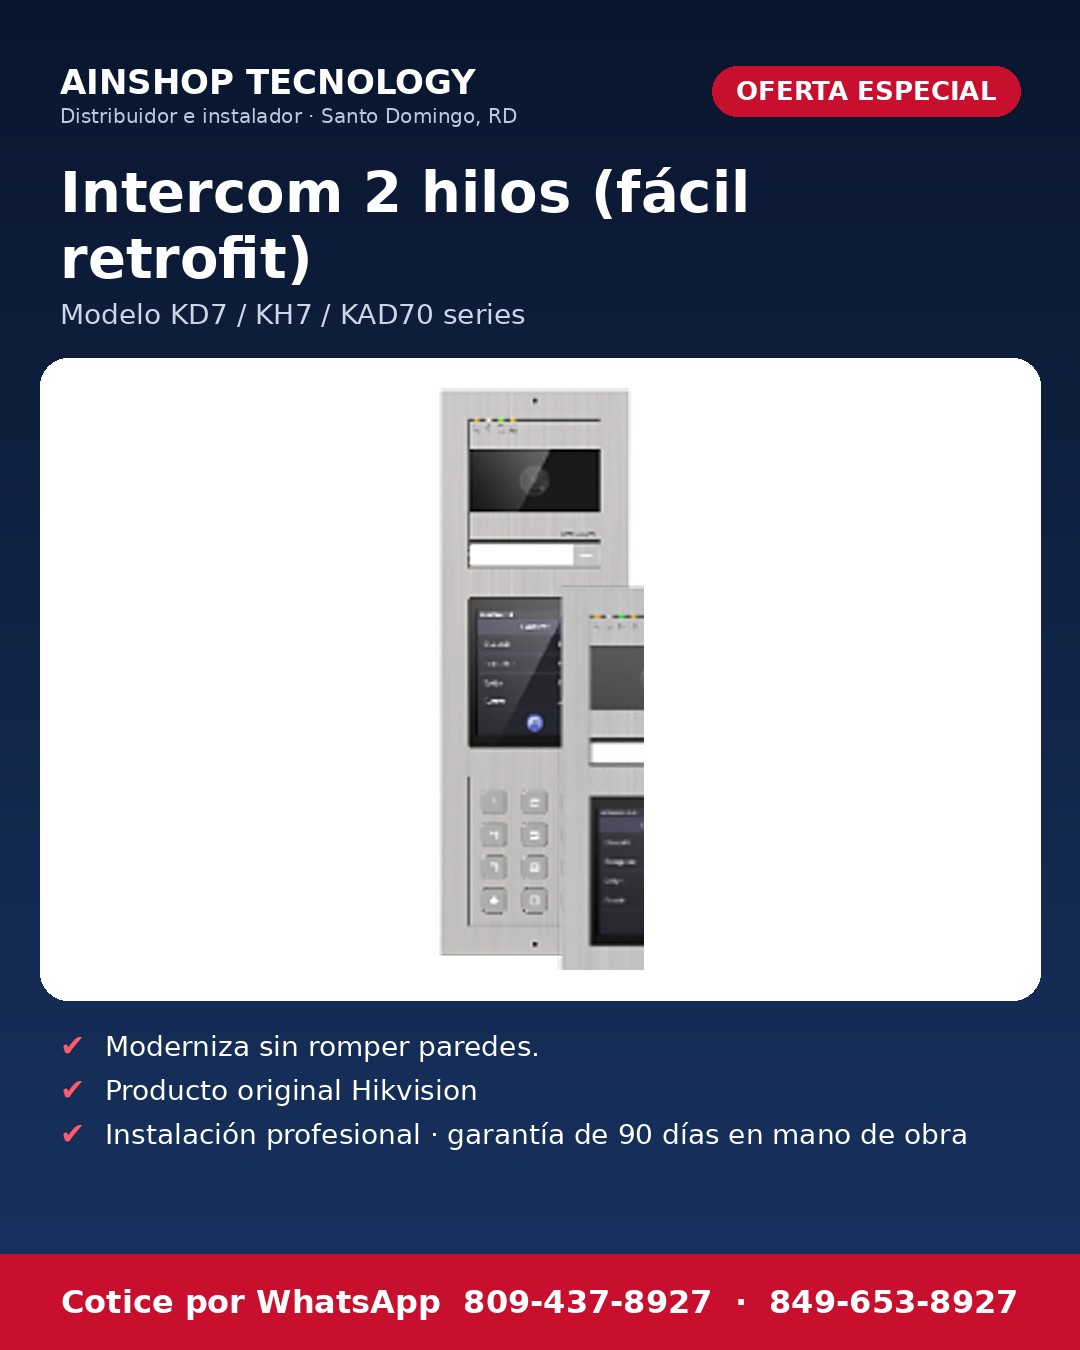 AINSHOP TECNOLOGY
OFERTA ESPECIAL
Distribuidor e instalador · Santo Domingo, RD
Intercom 2 hilos (fácil
retrofit)
Modelo KD7 / KH7 / KAD70 series
✔ Moderniza sin romper paredes.
✔ Producto original Hikvision
✔ Instalación profesional · garantía de 90 días en mano de obra
Cotice por WhatsApp 809-437-8927 · 849-653-8927